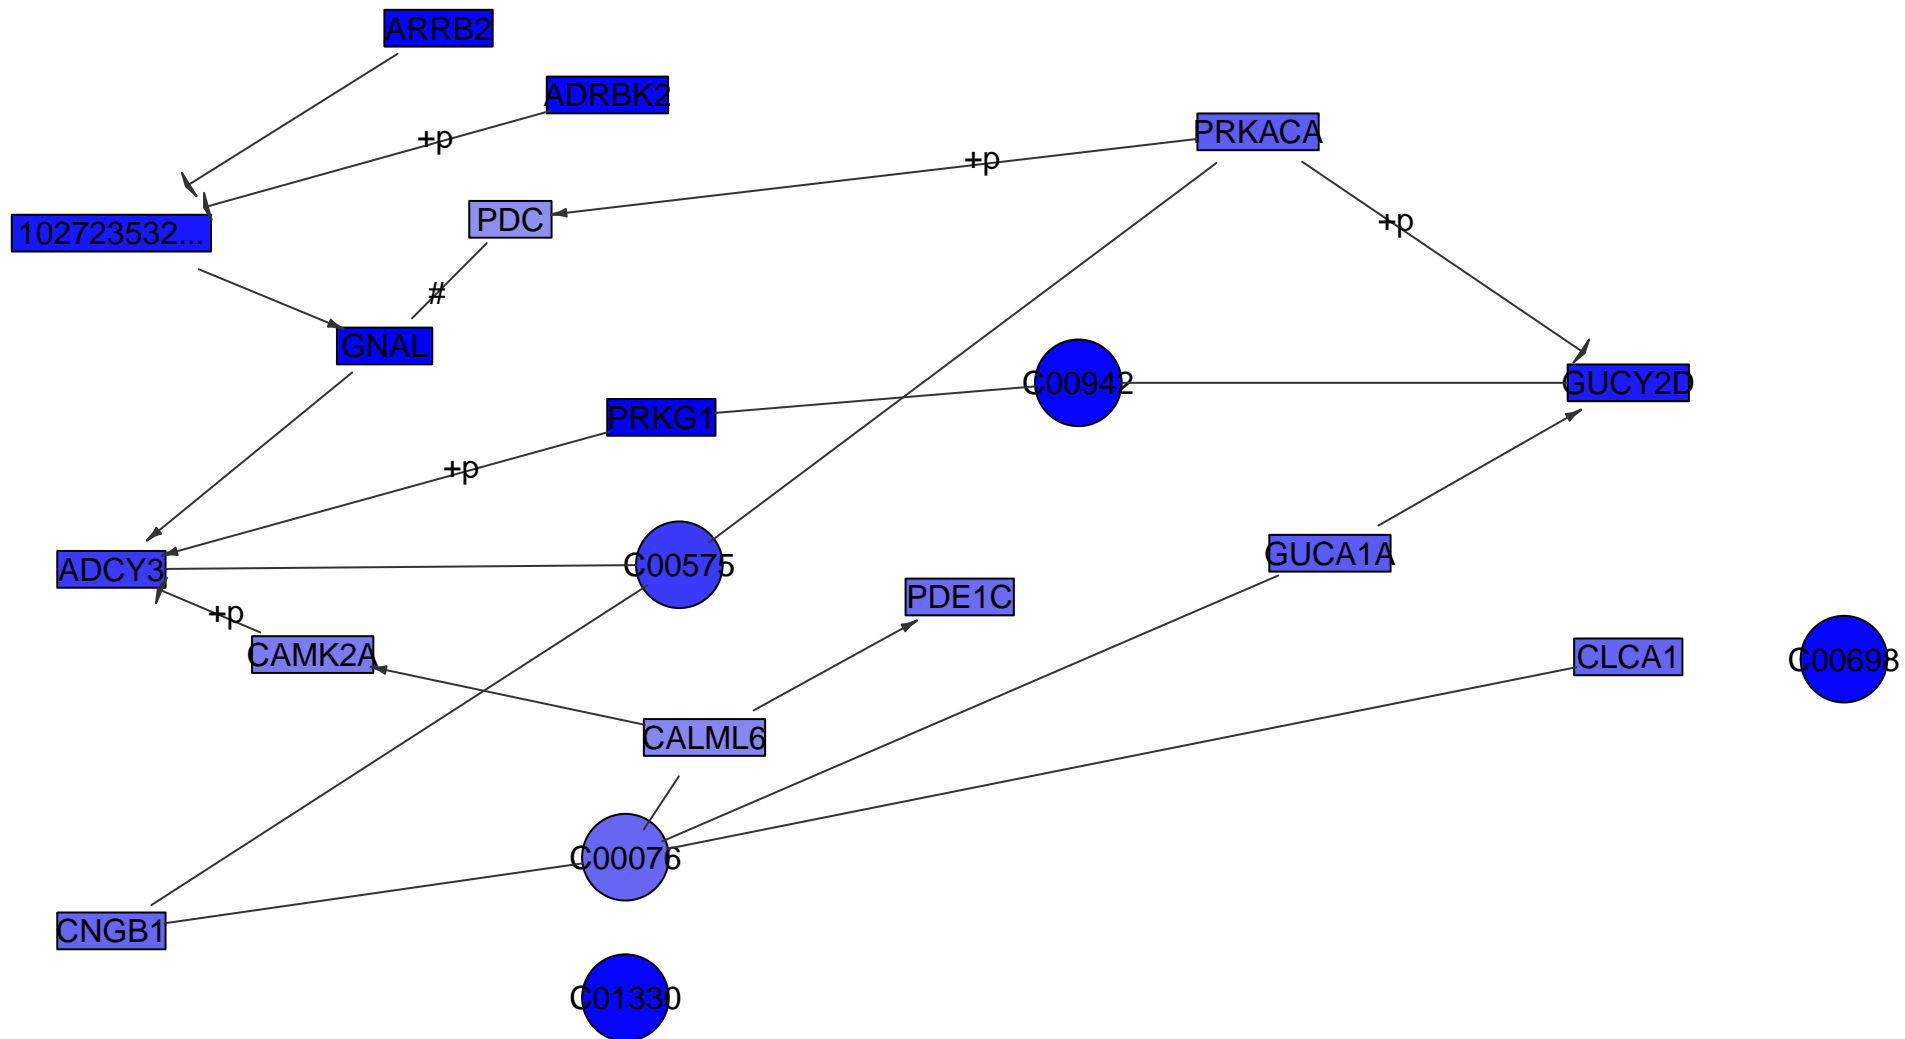 ARRB2
ADRBK2
PRKACA
+p
+p
PDC
+p
102723532...
#
GNAL
C00942
GUCY2D
PRKG1
+p
GUCA1A
C00575
ADCY3
PDE1C
+p
CAMK2A
CLCA1
C00698
CALML6
C00076
CNGB1
C01330